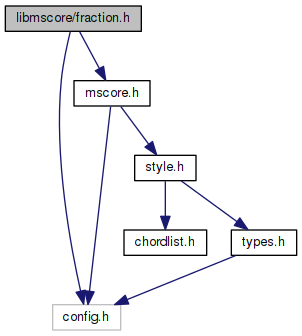 libmscore/fraction.h
mscore.h
style.h
chordlist.h
types.h
config.h